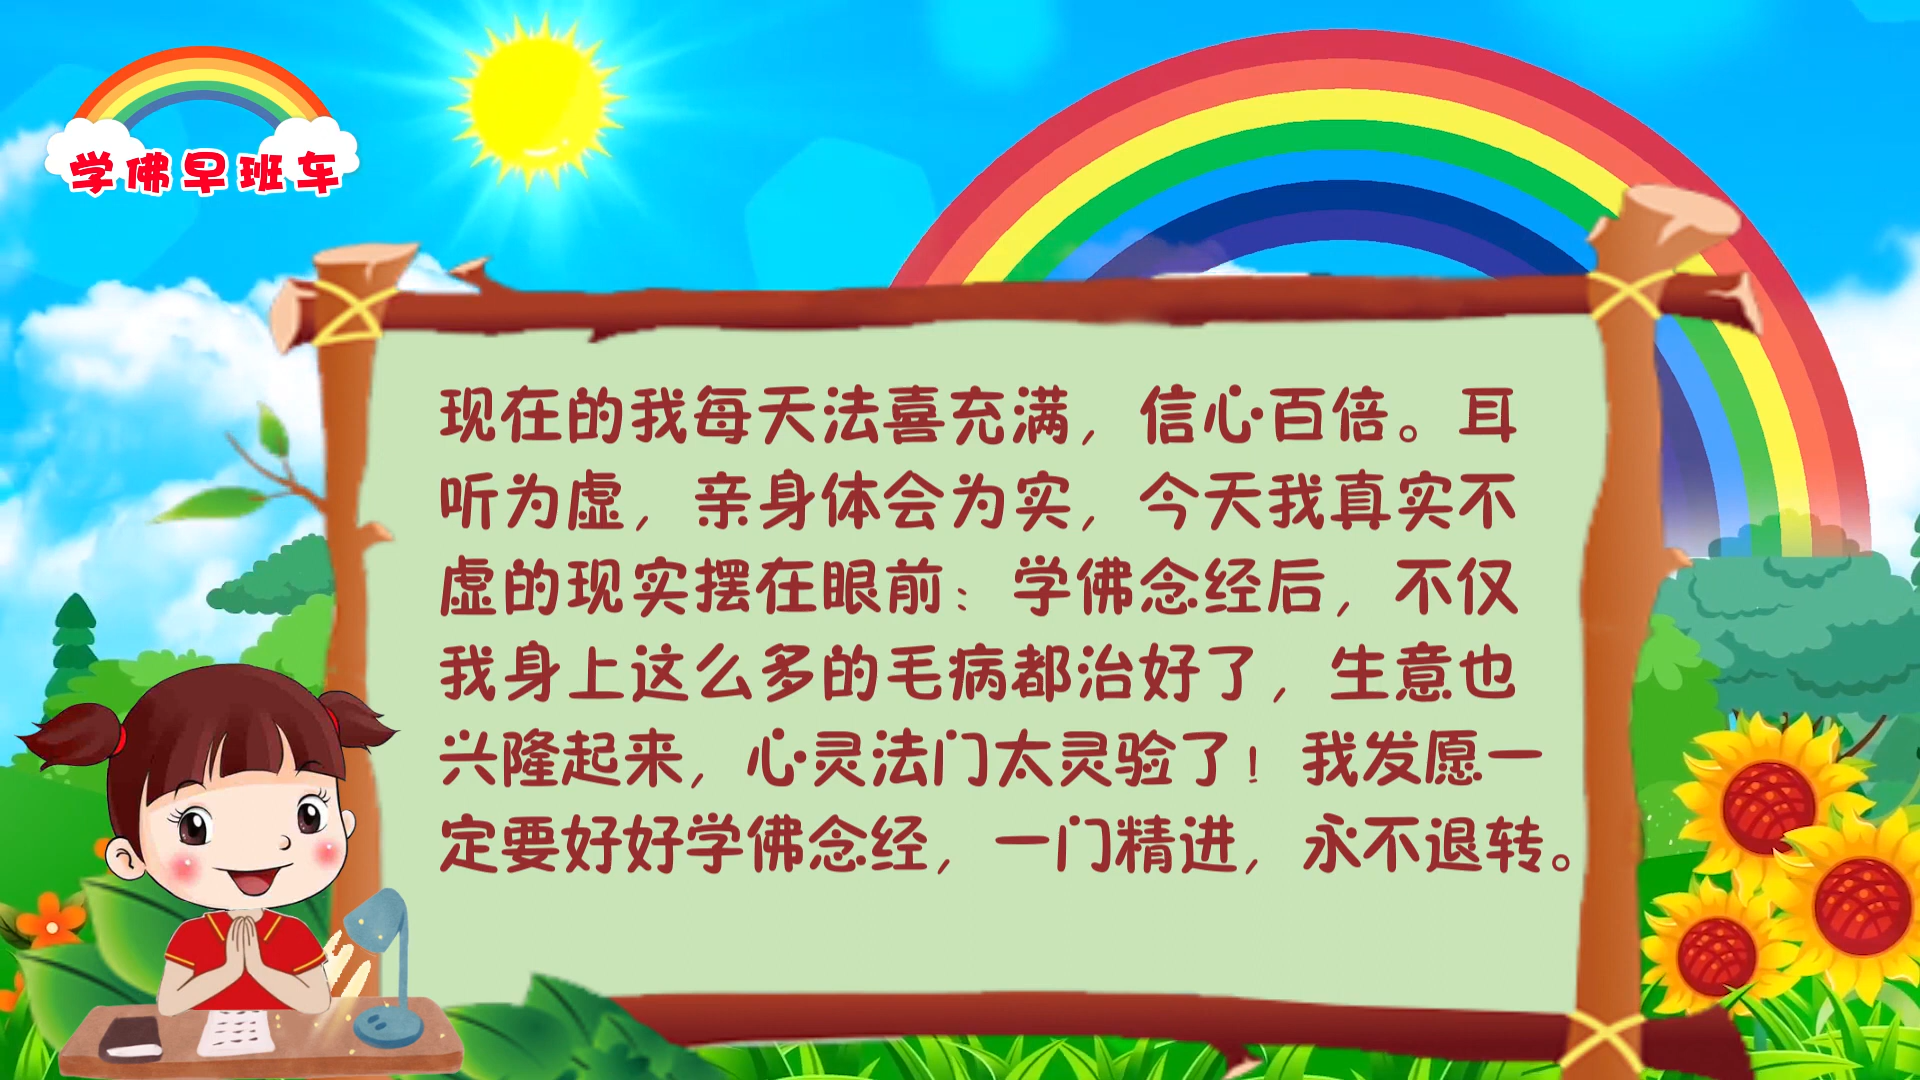 学佛早班车
现在的我每天法喜充满，信心百倍。耳
听为虚，亲身体会为实，今天我真实不
虚的现实摆在眼前：学佛念经后，不仅
我身上这么多的毛病都治好了，生意也
兴隆起来，心灵法门太灵验了！我发愿一
定要好好学佛念经，一门精进，永不退转。